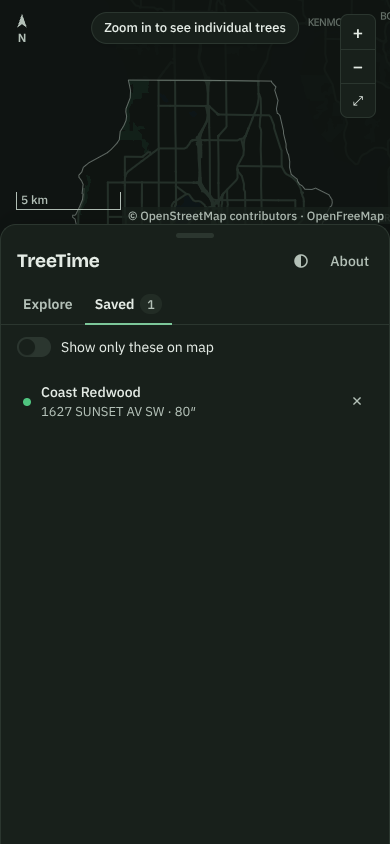 N
Zoom in to see individual trees
+
−
5 km
© OpenStreetMap contributors · OpenFreeMap
TreeTime
About
Explore
Saved 1
Show only these on map
Coast Redwood
1627 SUNSET AV SW · 80″
×